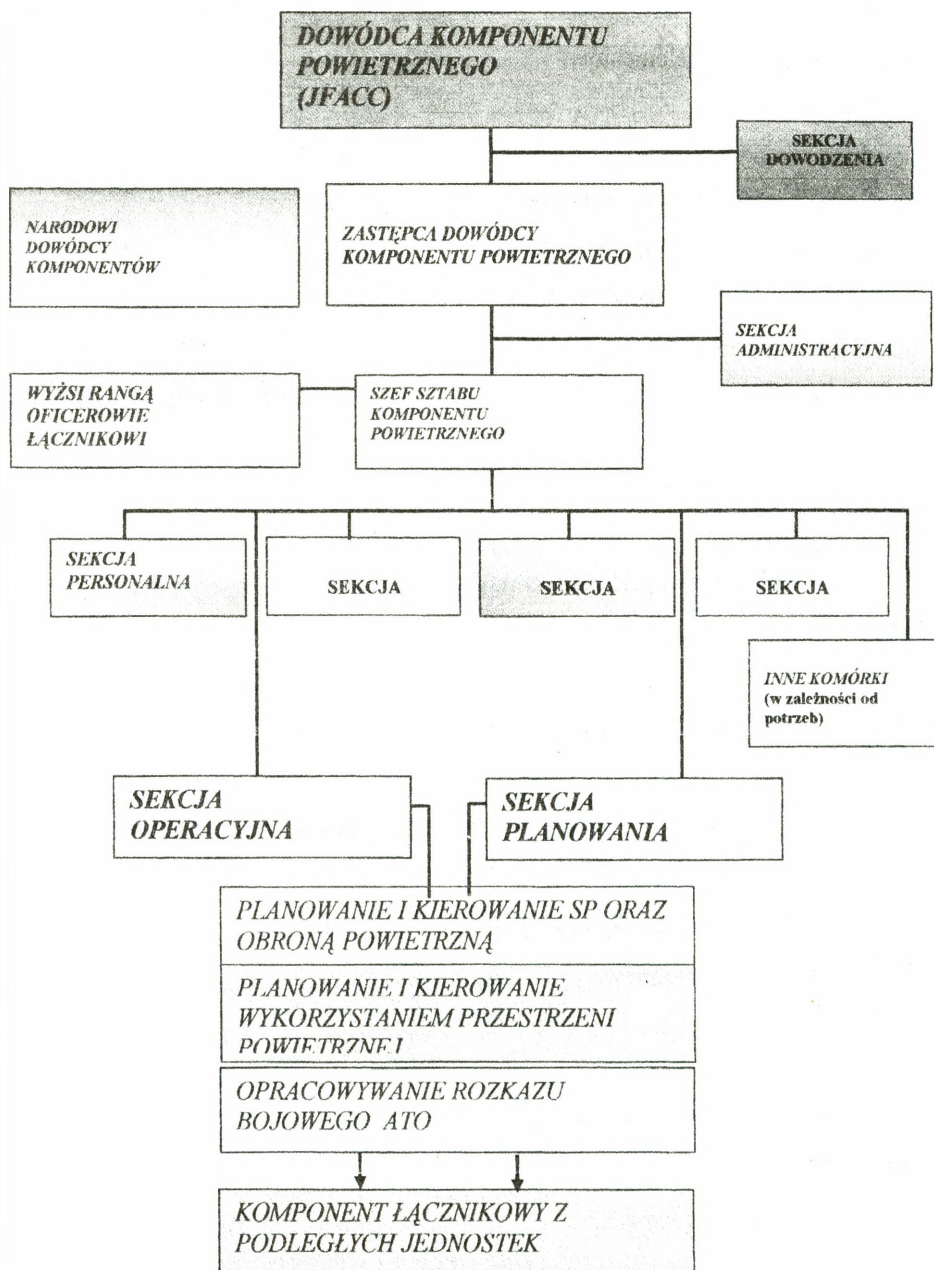 DOWÓDCA KOMPONENTU
POWIETRZNEGO
(JFACC)
SEKCJA
DOWODZENIA
NARODOWI
DOWÓDCY
KOMPONENTÓW
ZASTĘPCA DOWÓDCY
KOMPONENTU POWIETRZNEGO
SEKCJA
ADMINISTRACYJNA
WYŻSI RANGĄ
OFICEROWIE
ŁĄCZNIKOWI
SZEF SZTABU
KOMPONENTU
POWIETRZNEGO
SEKCJA
PERSONALNA
SEKCJA
SEKCJA
SEKCJA
INNE KOMÓRKI
(w zależności od
potrzeb)
SEKCJA
OPERACYJNA
SEKCJA
PLANOWANIA
PLANOWANIE I KIEROWANIE SP ORAZ
OBRONĄ POWIETRZNĄ
PLANOWANIE I KIEROWANIE
WYKORZYSTANIEM PRZESTRZENI
POWIETRZNEJ
OPRACOWYWANIE ROZKAZU
BOJOWEGO ATO
KOMPONENT ŁĄCZNIKOWY Z
PODLEGŁYCH JEDNOSTEK